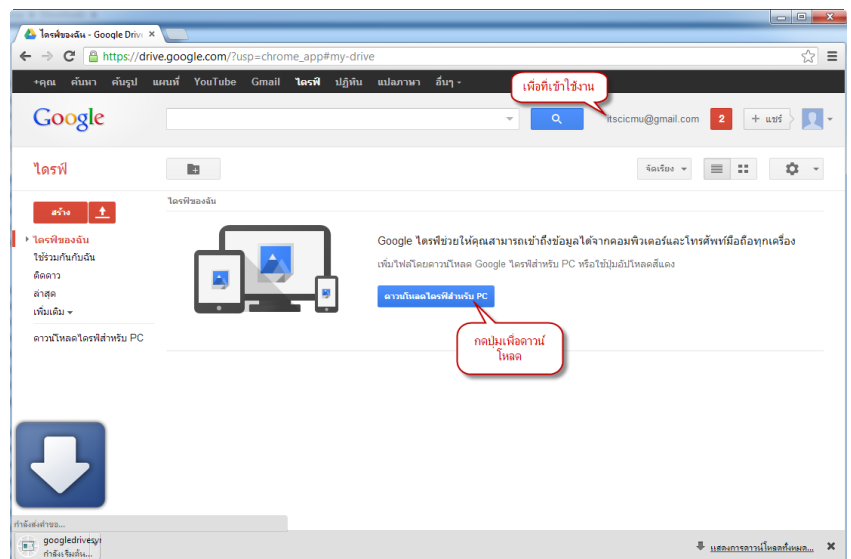 ไดรฟ์ของฉัน - Google Driv
https://drive.google.com/?usp=chrome_app#my-drive
+คุณ ค้นหา ค้นรูป แผนที่ YouTube Gmail ไดรฟ์ ปฏิทิน แปลภาษา อื่นๆ
เพื่อที่เข้าใช้งาน
Google
itscicmu@gmail.com 2 + แชร์
ไดรฟ์
จัดเรียง
สร้าง
ไดรฟ์ของฉัน
ไดรฟ์ของฉัน
ใช้ร่วมกันกับฉัน
ติดดาว
ล่าสุด
เพิ่มเติม
ดาวน์โหลดไดรฟ์สำหรับ PC
Google ไดรฟ์ช่วยให้คุณสามารถเข้าถึงข้อมูลได้จากคอมพิวเตอร์และโทรศัพท์มือถือทุกเครื่อง
เพิ่มไฟล์โดยดาวน์โหลด Google ไดรฟ์สำหรับ PC หรือใช้ปุ่มอัปโหลดสีแดง
ดาวน์โหลดไดรฟ์สำหรับ PC
กดปุ่มเพื่อดาวน์
โหลด
กำลังส่งคำขอ...
googledrivesyn
กำลังเริ่มต้น...
แสดงการดาวน์โหลดทั้งหมด...